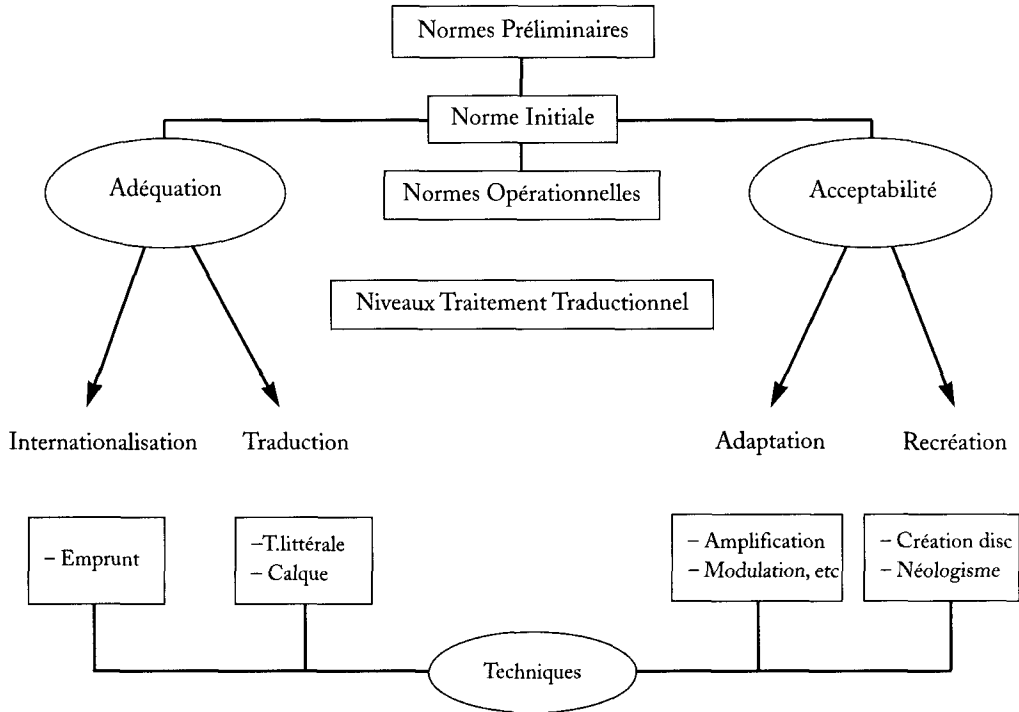 Normes Préliminaires
Norme Initiale
Adéquation
Normes Opérationnelles
Acceptabilité
Niveaux Traitement Traductionnel
Internationalisation
Traduction
Adaptation
Recréation
– Emprunt
–T.littérale
– Calque
– Amplification
– Modulation, etc
– Création disc
– Néologisme
Techniques